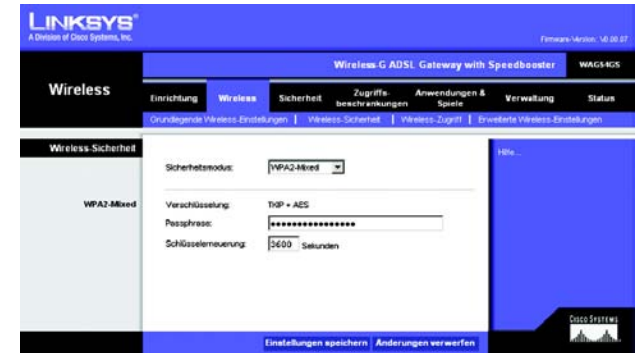 LINKSYS®
A Division of Cisco Systems, Inc.
Firmware-Version: V0.00.07
Wireless-G ADSL Gateway with Speedbooster WAG54GS
Wireless
Einrichtung Wireless Sicherheit Zugriffs-beschränkungen Anwendungen & Spiele Verwaltung Status
Grundlegende Wireless-Einstellungen | Wireless-Sicherheit | Wireless-Zugriff | Erweiterte Wireless-Einstellungen
Wireless-Sicherheit
Hilfe...
Sicherheitsmodus: WPA2-Mixed
WPA2-Mixed
Verschlüsselung: TKIP + AES
Passphrase: ••••••••••••••••
Schlüsselerneuerung: 3600 Sekunden
CISCO SYSTEMS
Einstellungen speichern Änderungen verwerfen